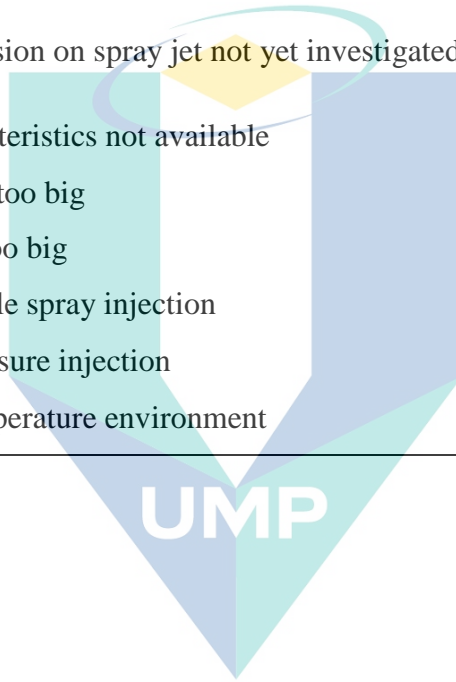 sion on spray jet not yet investigated
teristics not available
too big
oo big
le spray injection
sure injection
perature environment
UMP